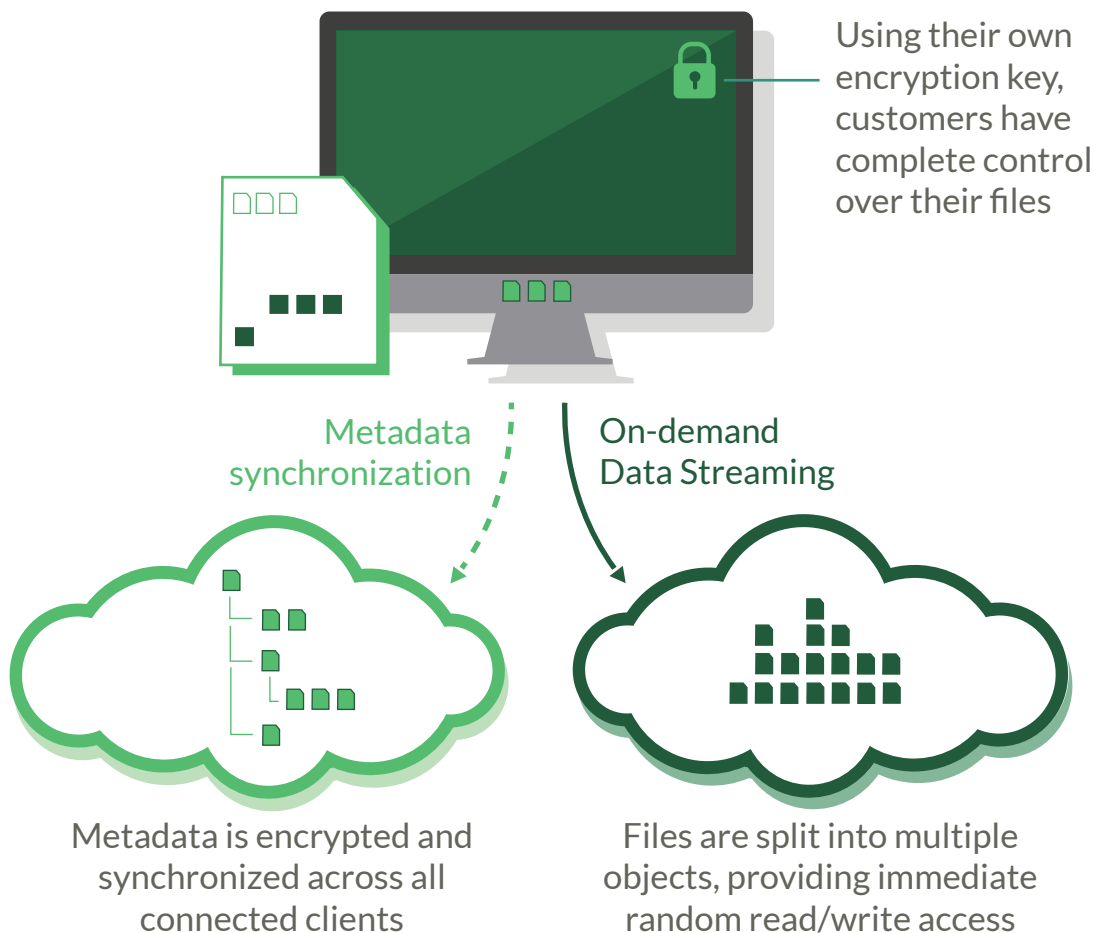 Using their own
encryption key,
customers have
complete control
over their files
Metadata
synchronization
On-demand
Data Streaming
Metadata is encrypted and
synchronized across all
connected clients
Files are split into multiple
objects, providing immediate
random read/write access